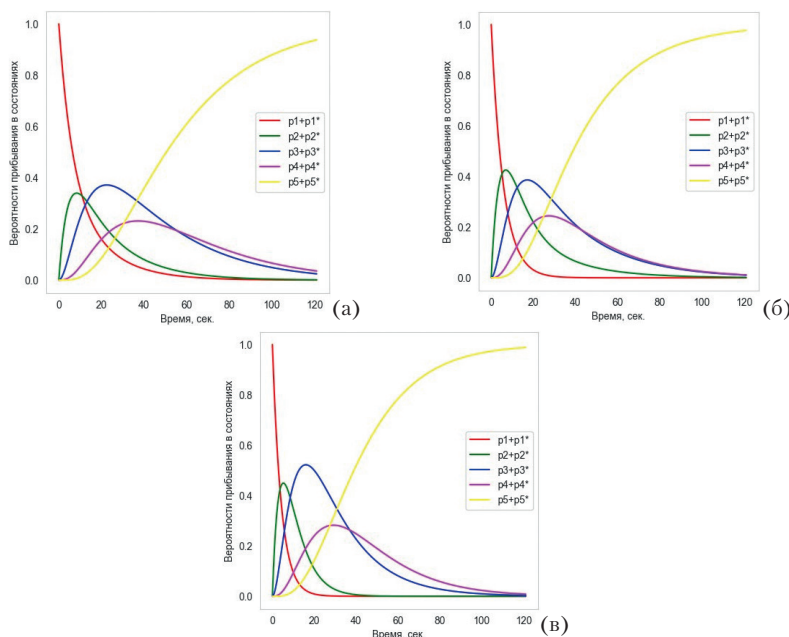 Вероятности прибывания в состояниях
1.0
0.8
0.6
0.4
0.2
0.0
p1+p1*
p2+p2*
p3+p3*
p4+p4*
p5+p5*
0 20 40 60 80 100 120
Время, сек.
(а)
Вероятности прибывания в состояниях
1.0
0.8
0.6
0.4
0.2
0.0
p1+p1*
p2+p2*
p3+p3*
p4+p4*
p5+p5*
0 20 40 60 80 100 120
Время, сек.
(б)
Вероятности прибывания в состояниях
1.0
0.8
0.6
0.4
0.2
0.0
p1+p1*
p2+p2*
p3+p3*
p4+p4*
p5+p5*
0 20 40 60 80 100 120
Время, сек.
(в)